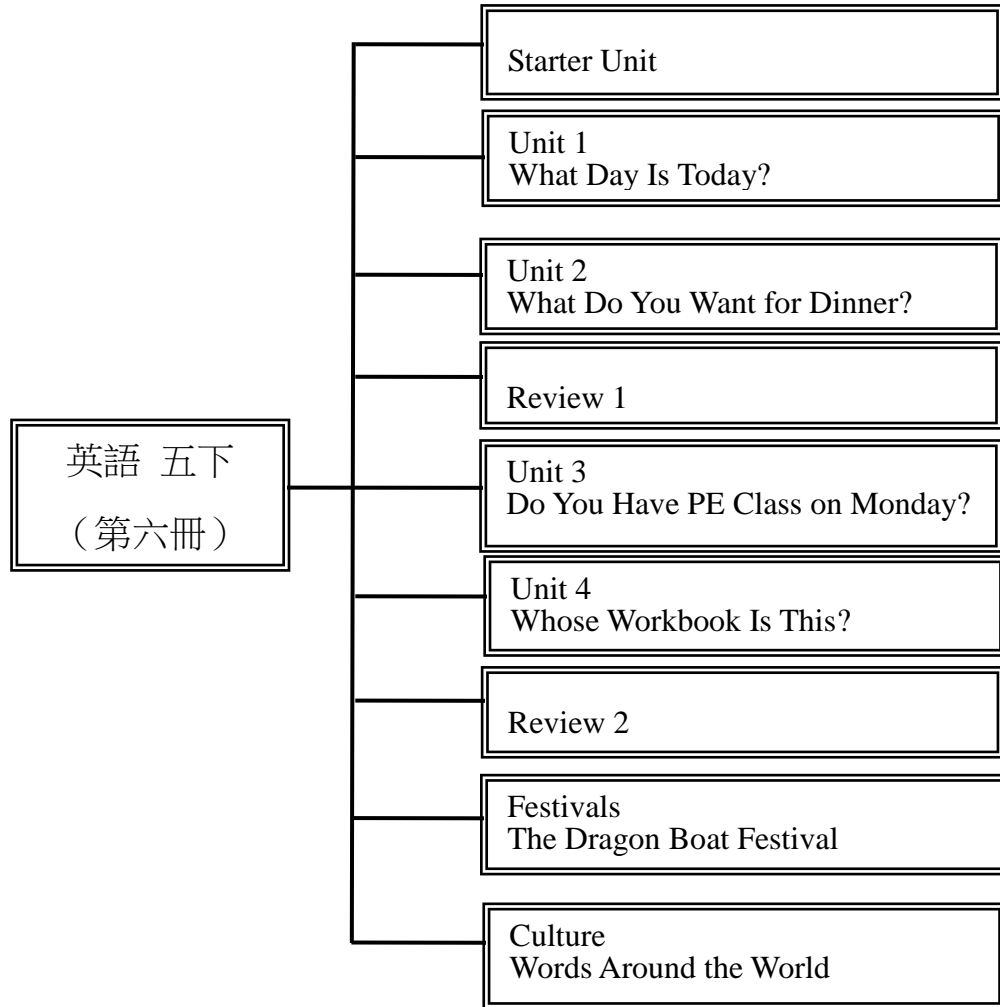 英語 五下
（第六冊）
Starter Unit
Unit 1
What Day Is Today?
Unit 2
What Do You Want for Dinner?
Review 1
Unit 3
Do You Have PE Class on Monday?
Unit 4
Whose Workbook Is This?
Review 2
Festivals
The Dragon Boat Festival
Culture
Words Around the World